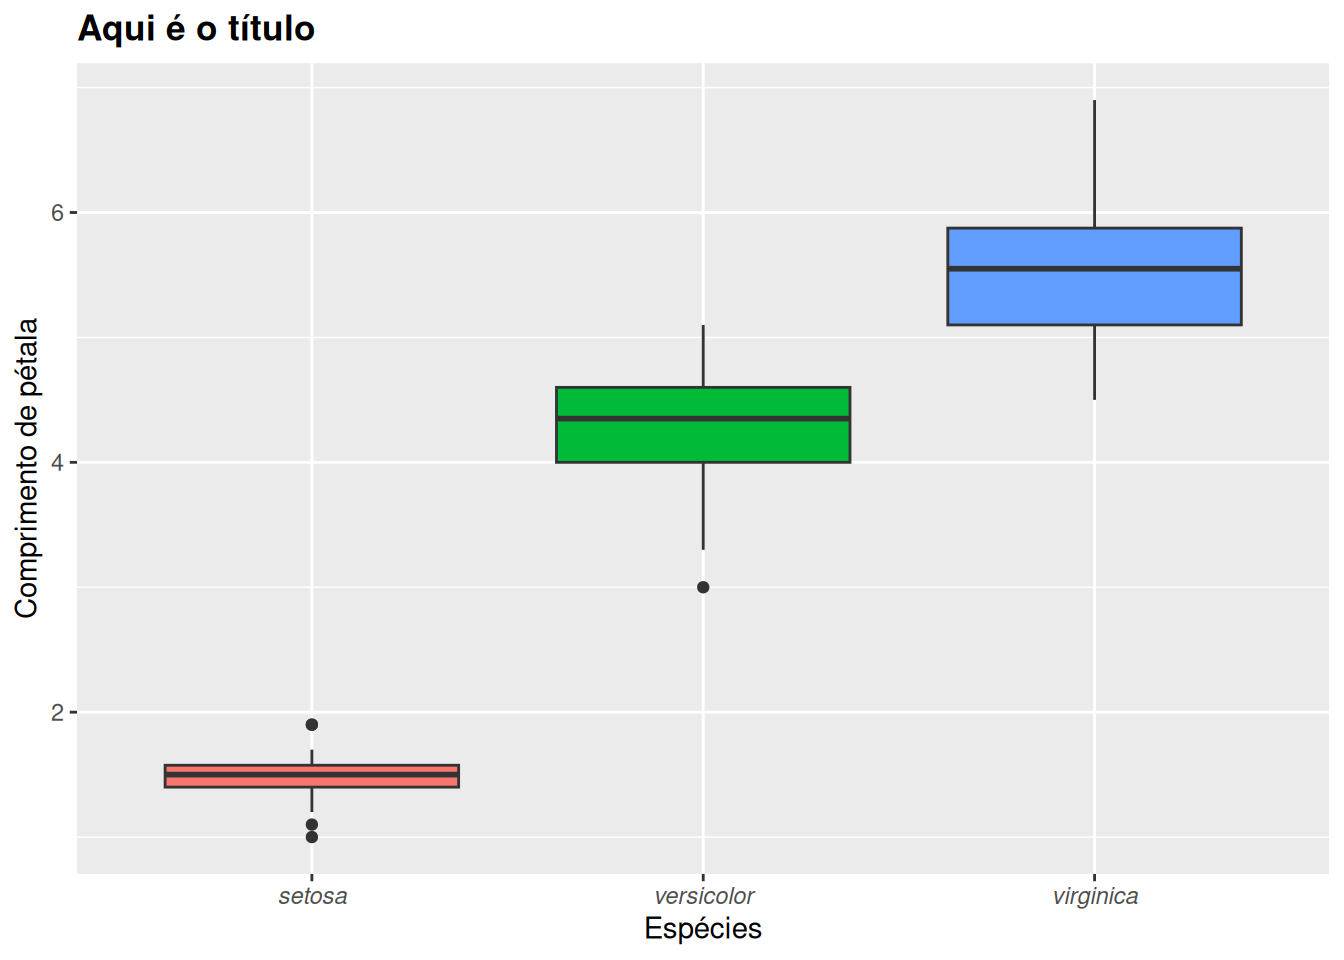 Aqui é o título
Comprimento de pétala
6
4
2
setosa versicolor virginica
Espécies